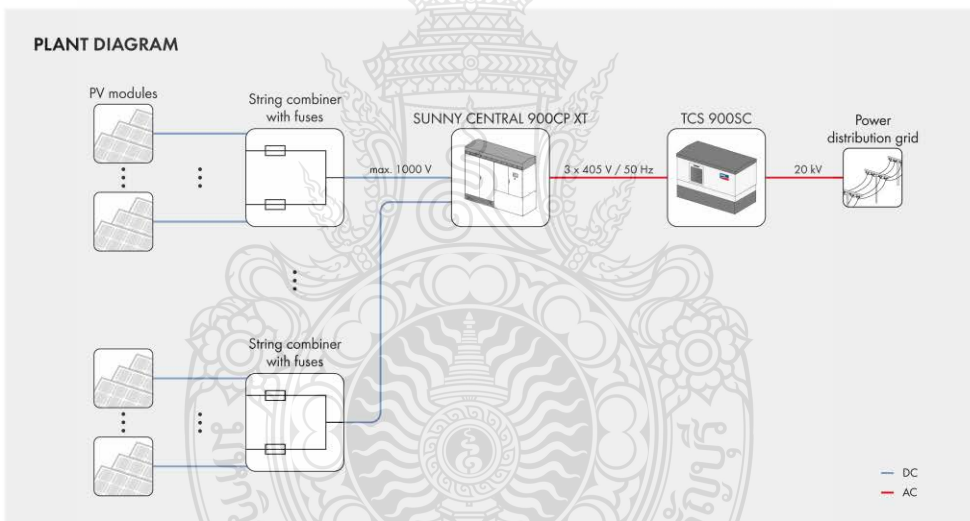 PLANT DIAGRAM
PV modules
String combiner
with fuses
SUNNY CENTRAL 900CP XT
TCS 900SC
Power
distribution grid
max. 1000 V
3 x 405 V / 50 Hz
20 kV
String combiner
with fuses
DC
AC